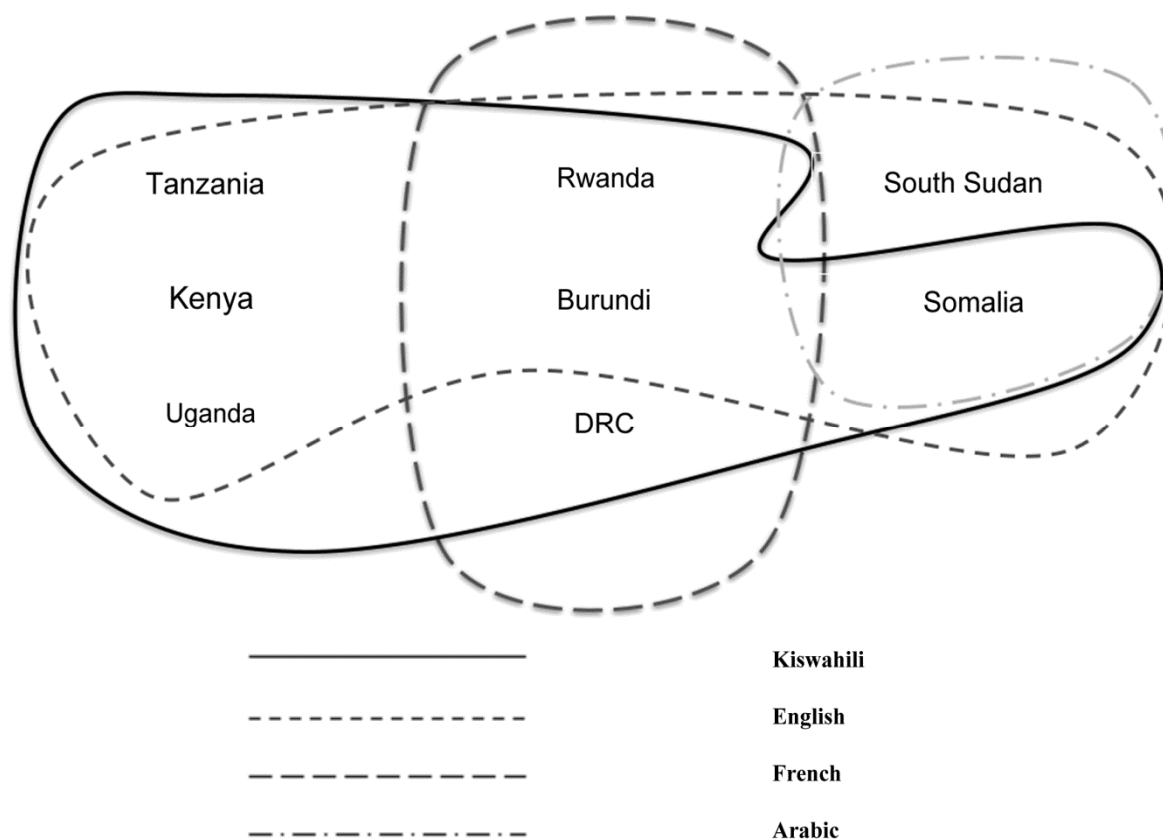 Tanzania
Rwanda
South Sudan
Kenya
Burundi
Somalia
Uganda
DRC
Kiswahili
English
French
Arabic